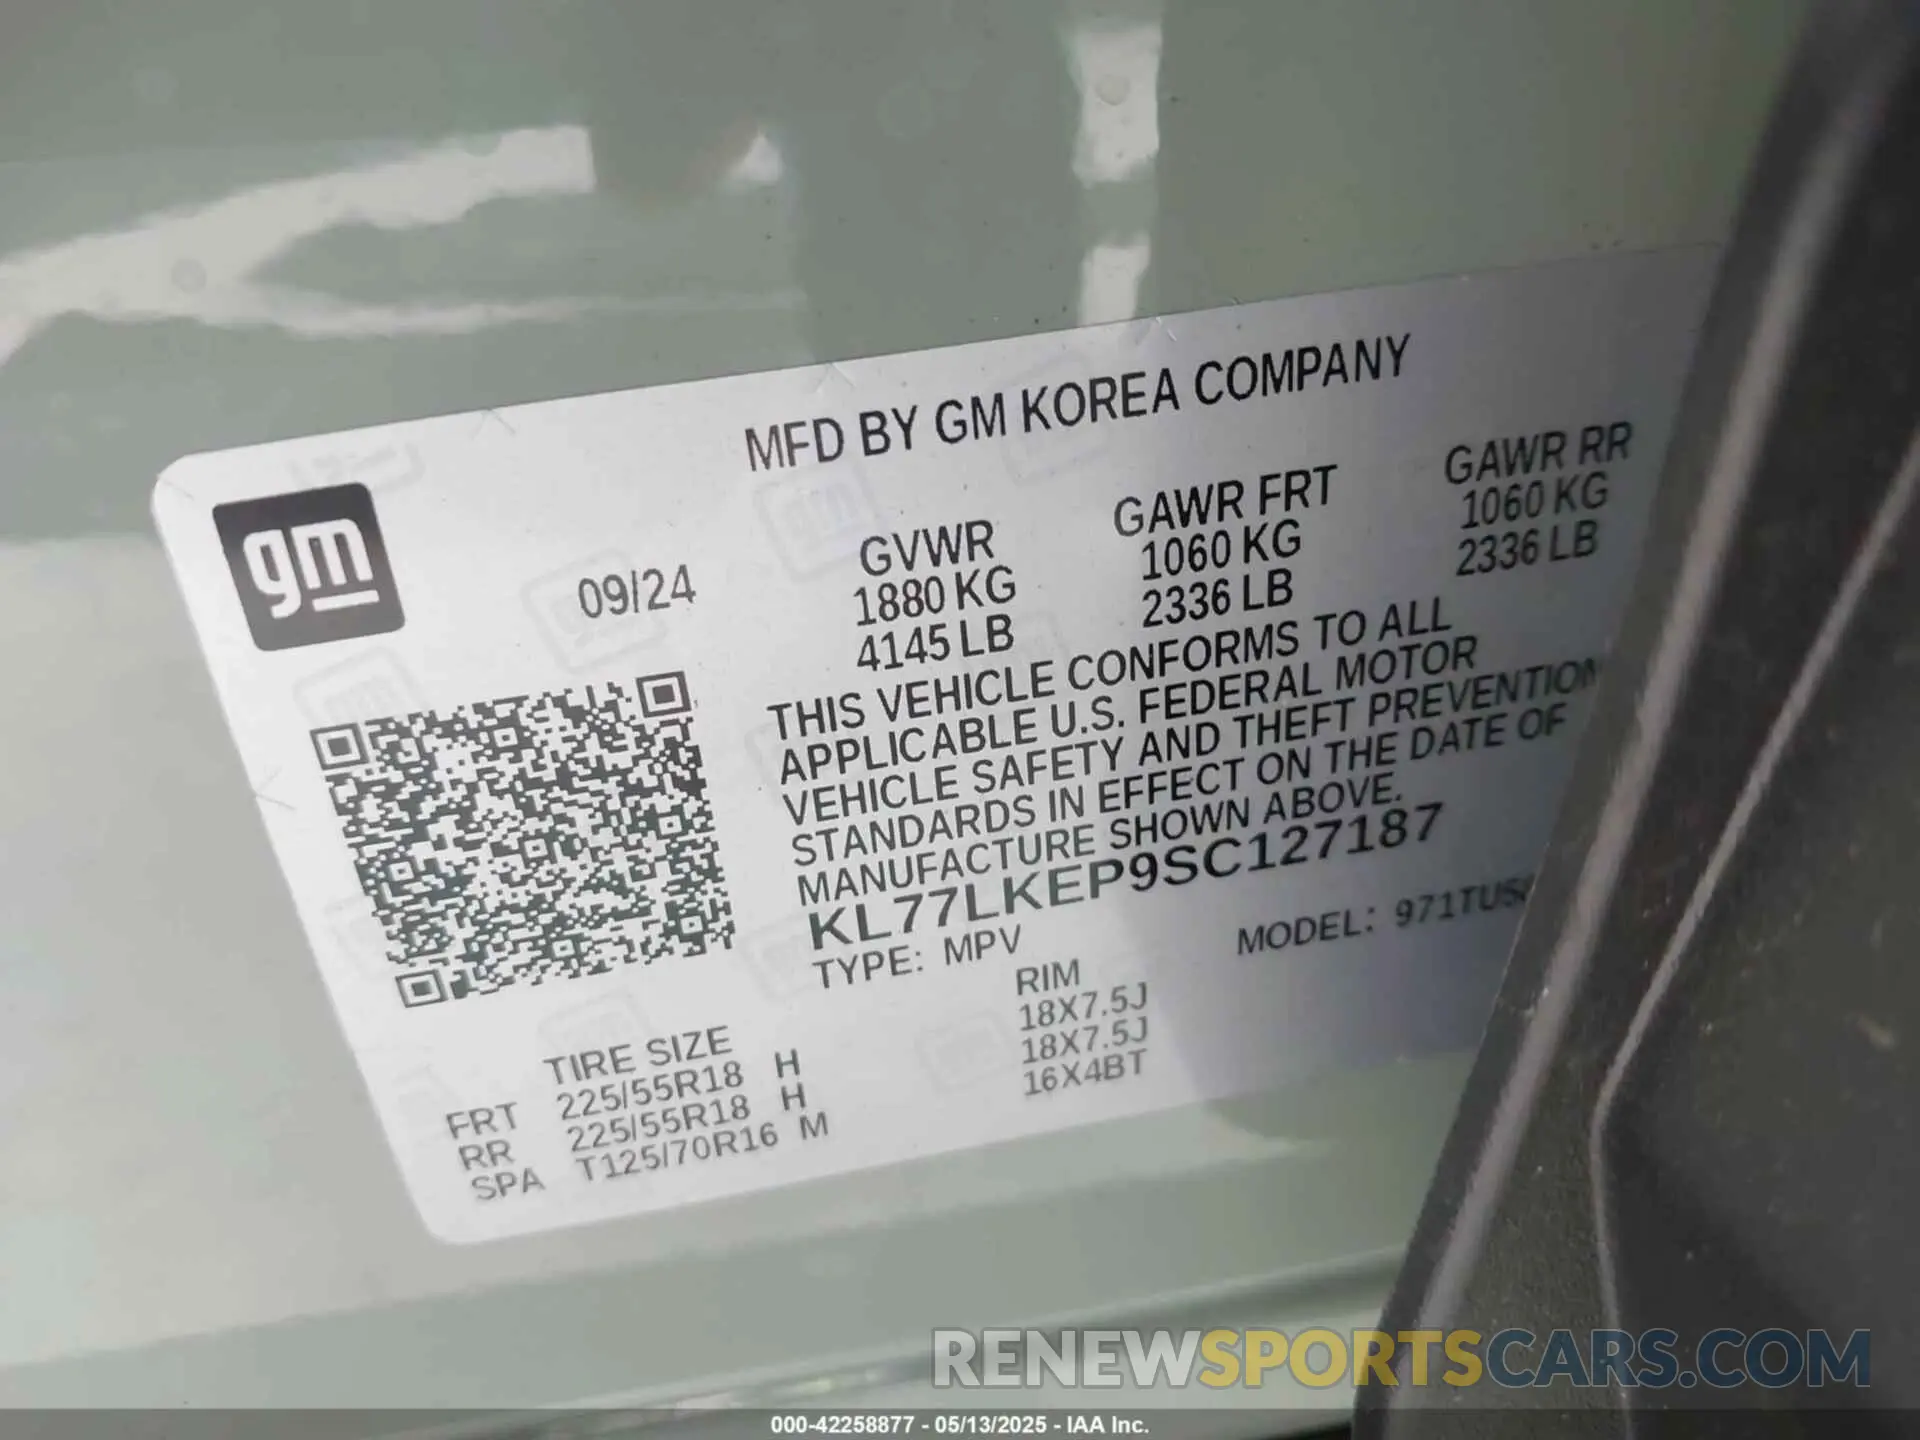 MFD BY GM KOREA COMPANY
gm
09/24
GVWR GAWR FRT GAWR RR
1880 KG 1060 KG 1060 KG
4145 LB 2336 LB 2336 LB
THIS VEHICLE CONFORMS TO ALL
APPLICABLE U.S. FEDERAL MOTOR
VEHICLE SAFETY AND THEFT PREVENTION
STANDARDS IN EFFECT ON THE DATE OF
MANUFACTURE SHOWN ABOVE.
KL77LKEP9SC127187
TYPE: MPV MODEL:
TIRE SIZE RIM
FRT 225/55R18 H 18X7.5J
RR 225/55R18 H 18X7.5J
SPA T125/70R16 M 16X4BT
RENEWSPORTSCARS.COM
000-42258877 - 05/13/2025 - IAA Inc.